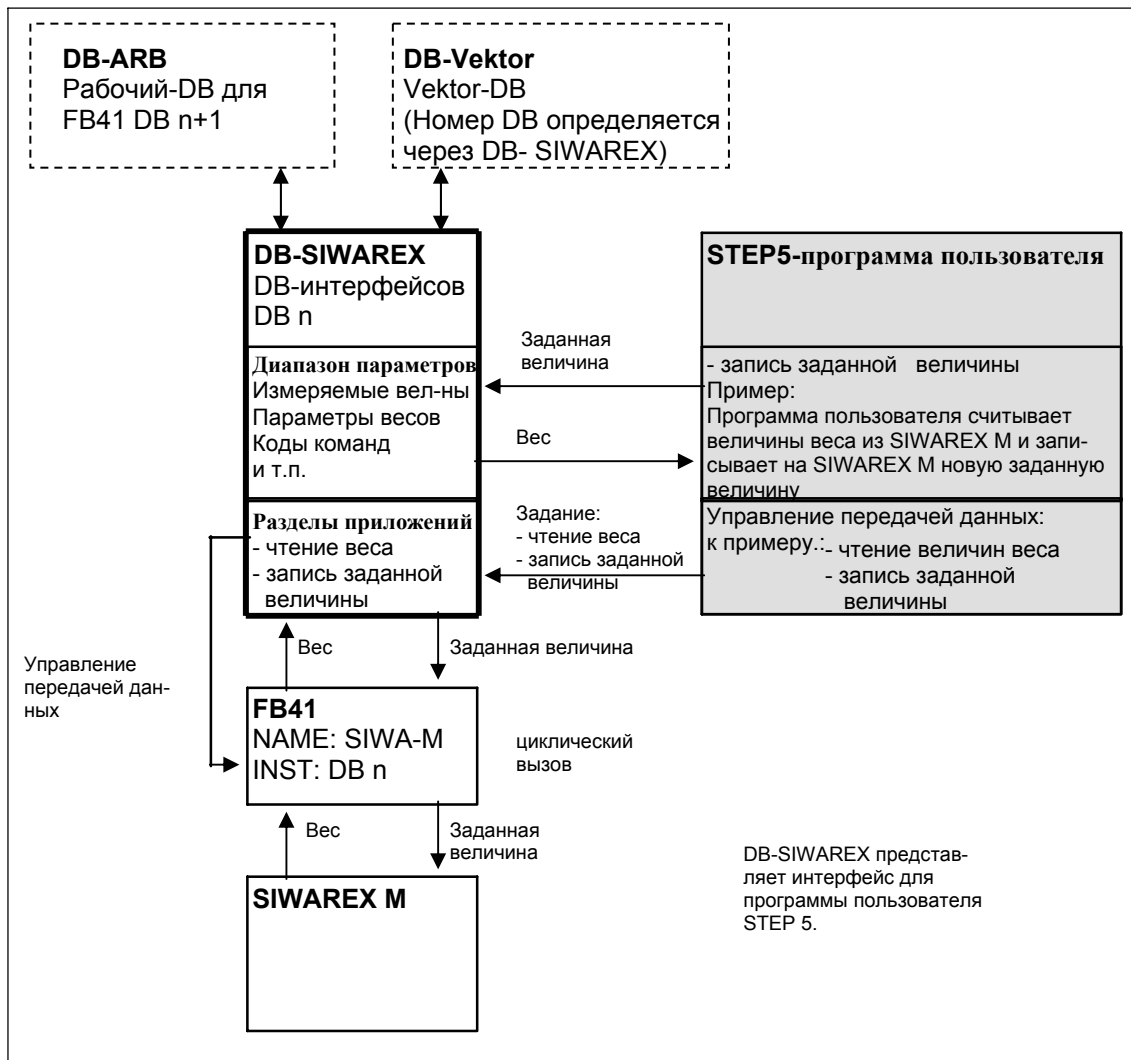 DB-ARB
Рабочий-DB для
FB41 DB n+1
DB-Vektor
Vektor-DB
(Номер DB определяется
через DB- SIWAREX)
DB-SIWAREX
DB-интерфейсов
DB n
STEP5-программа пользователя
Заданная
величина
Диапазон параметров
Измеряемые вел-ны
Параметры весов
Коды команд
и т.п.
Вес
- запись заданной величины
Пример:
Программа пользователя считывает
величины веса из SIWAREX M и запи-
сывает на SIWAREX M новую заданную
величину
Разделы приложений
- чтение веса
- запись заданной
величины
Задание:
- чтение веса
- запись заданной
величины
Управление передачей данных:
к примеру.: - чтение величин веса
- запись заданной
величины
Вес
Заданная величина
Управление
передачей дан-
ных
FB41
NAME: SIWA-M
INST: DB n
циклический
вызов
Вес
Заданная
величина
SIWAREX M
DB-SIWAREX представ-
ляет интерфейс для
программы пользователя
STEP 5.